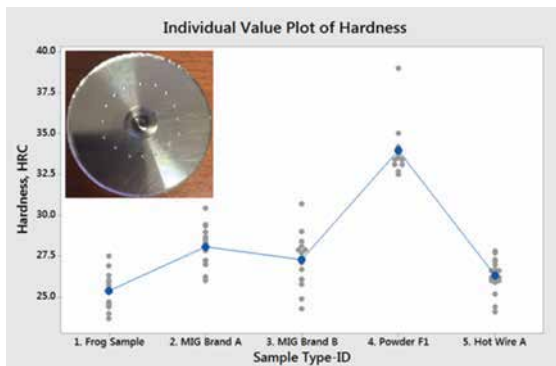 Individual Value Plot of Hardness
40.0
37.5
35.0
32.5
30.0
27.5
25.0
Hardness, HRC
1. Frog Sample
2. MIG Brand A
3. MIG Brand B
4. Powder F1
5. Hot Wire A
Sample Type-ID